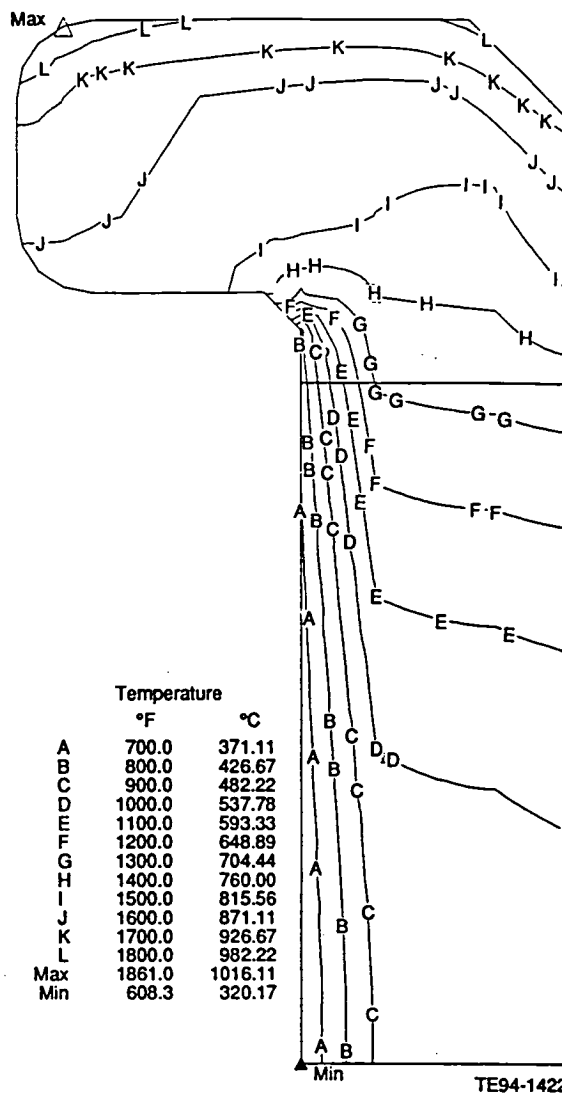 Max
L L L
L K K K K K K K K K K
J J J J J J
J J J
I I I I I I I
H H H H H
F E F G
B C E G
G G G G
D E F
B C D F F F
B C E
A B C D
A E E E
B C D D
A B C
A B C
A B C
Min
Temperature
°F °C
A 700.0 371.11
B 800.0 426.67
C 900.0 482.22
D 1000.0 537.78
E 1100.0 593.33
F 1200.0 648.89
G 1300.0 704.44
H 1400.0 760.00
I 1500.0 815.56
J 1600.0 871.11
K 1700.0 926.67
L 1800.0 982.22
Max 1861.0 1016.11
Min 608.3 320.17
TE94-1422